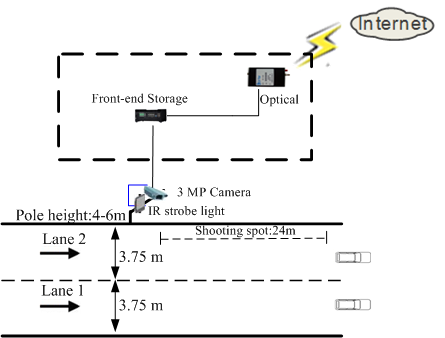 Internet
Front-end Storage
Optical
3 MP Camera
IR strobe light
Pole height:4-6m
Shooting spot:24m
Lane 2
3.75 m
Lane 1
3.75 m